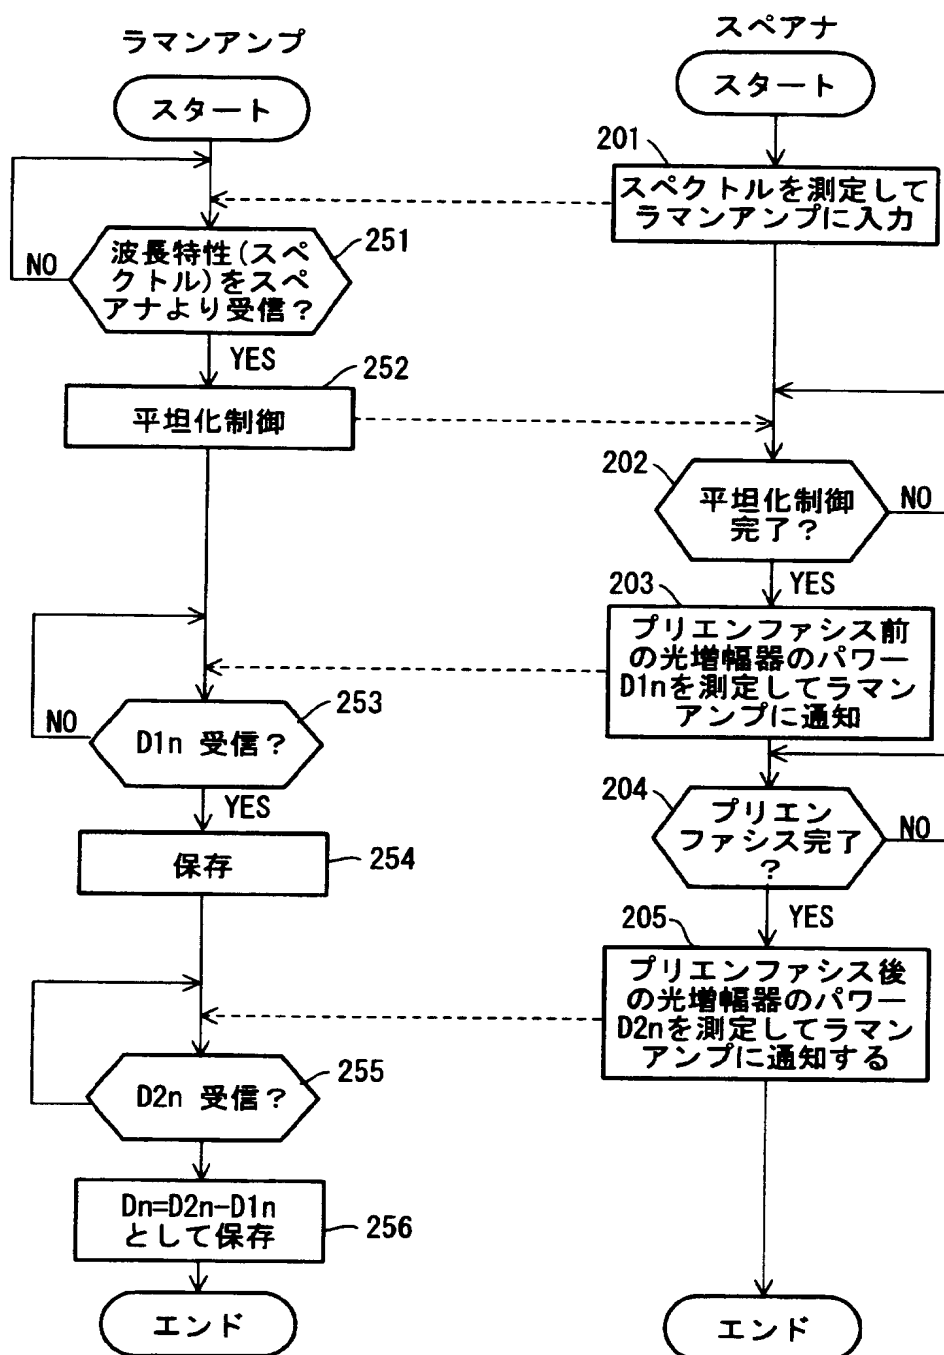 ラマンアンプ
スタート
NO
波長特性(スペ
クトル)をスペ
アナより受信?
251
YES
252
平坦化制御
NO
253
D1n 受信?
YES
保存
254
D2n 受信?
255
Dn=D2n-D1n
として保存
256
エンド
スペアナ
スタート
201
スペクトルを測定して
ラマンアンプに入力
202
平坦化制御
完了?
NO
YES
203
プリエンファシス前
の光増幅器のパワー
D1nを測定してラマン
アンプに通知
204
プリエン
ファシス完了
?
NO
YES
205
プリエンファシス後
の光増幅器のパワー
D2nを測定してラマン
アンプに通知する
エンド